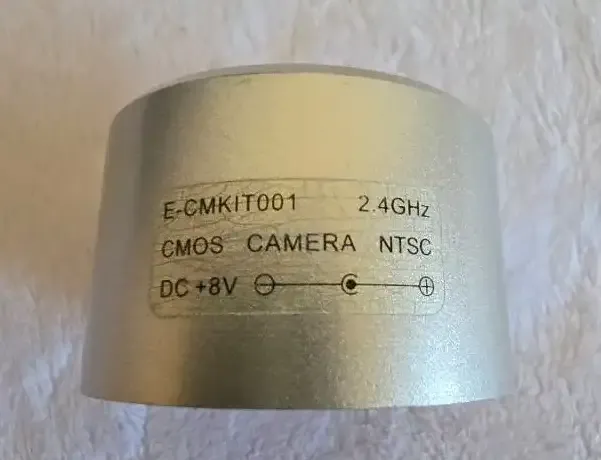 E-CMKIT001 2.4GHz
CMOS CAMERA NTSC
DC +8V